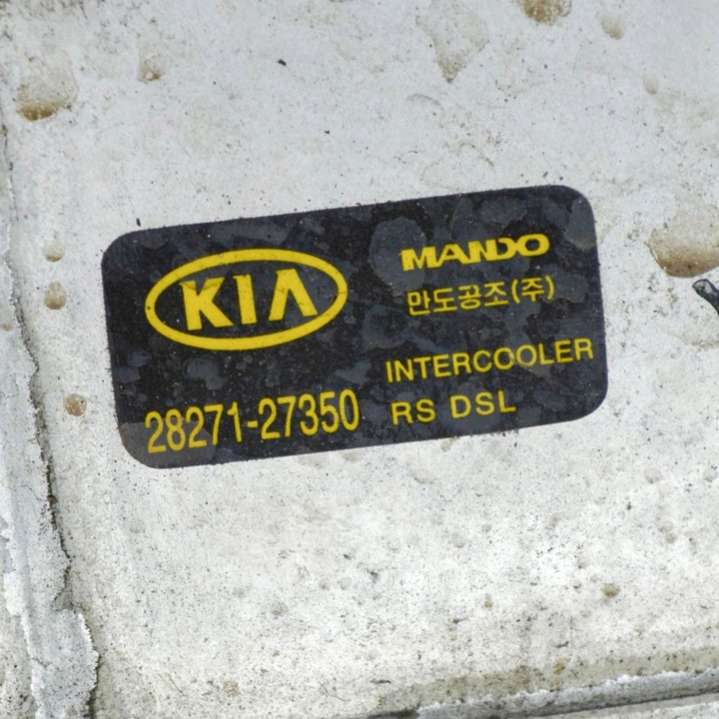 KIA
28271-27350
MANDO
만도공조(주)
INTERCOOLER
RS DSL